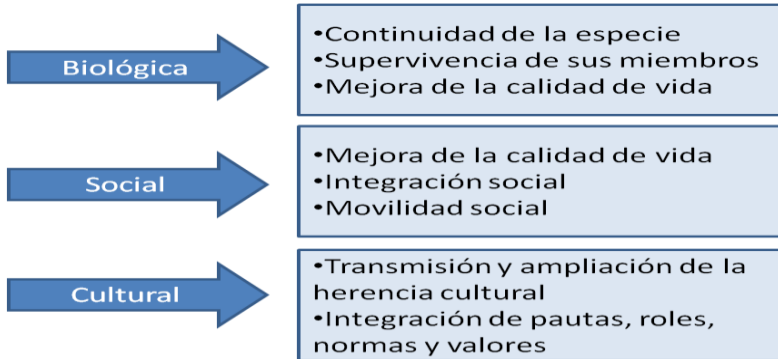 Biológica
•Continuidad de la especie
•Supervivencia de sus miembros
•Mejora de la calidad de vida
Social
•Mejora de la calidad de vida
•Integración social
•Movilidad social
Cultural
•Transmisión y ampliación de la
herencia cultural
•Integración de pautas, roles,
normas y valores